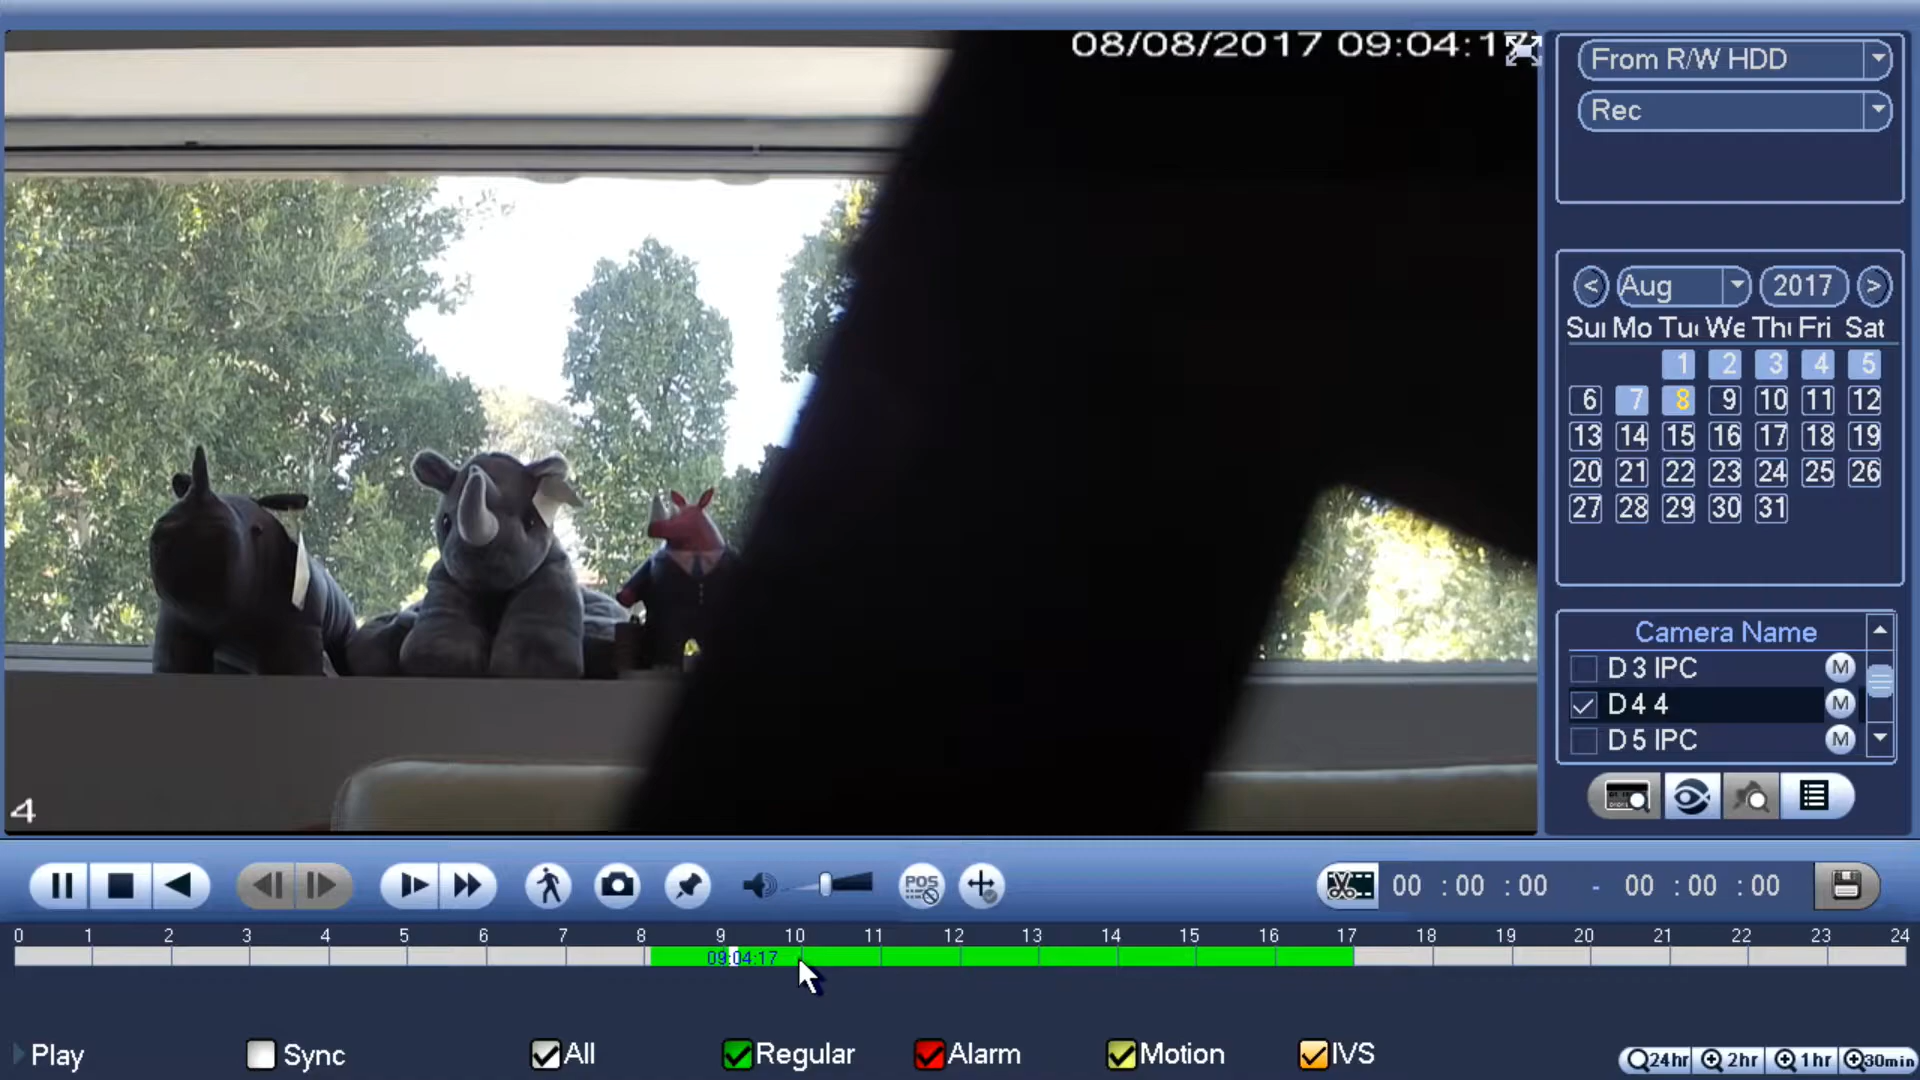 08/08/2017 09:04:17
4
From R/W HDD
Rec
< Aug 2017 >
Su Mo Tu We Th Fri Sat
1 2 3 4 5
6 7 8 9 10 11 12
13 14 15 16 17 18 19
20 21 22 23 24 25 26
27 28 29 30 31
Camera Name
D 3 IPC M
D 4 4 M
D 5 IPC M
POS
00 : 00 : 00 - 00 : 00 : 00
0 1 2 3 4 5 6 7 8 9 10 11 12 13 14 15 16 17 18 19 20 21 22 23 24
09:04:17
Play Sync All Regular Alarm Motion IVS
24hr 2hr 1hr 30min